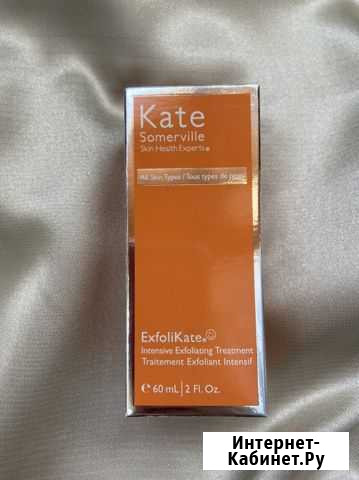 Kate
Somerville
Skin Health Experts®
All Skin Types / Tous types de peau
ExfoliKate®
Intensive Exfoliating Treatment
Traitement Exfoliant Intensif
℮ 60 mL | 2 Fl. Oz.
Интернет-
Кабинет.Ру